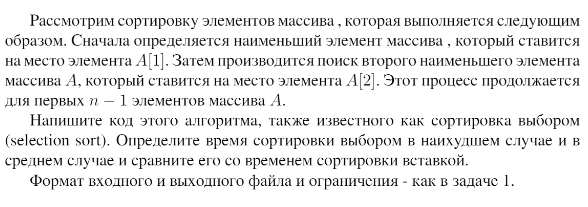 Рассмотрим сортировку элементов массива , которая выполняется следующим
образом. Сначала определяется наименьший элемент массива , который ставится
на место элемента A[1]. Затем производится поиск второго наименьшего элемента
массива A, который ставится на место элемента A[2]. Этот процесс продолжается
для первых n − 1 элементов массива A.
Напишите код этого алгоритма, также известного как сортировка выбором
(selection sort). Определите время сортировки выбором в наихудшем случае и в
среднем случае и сравните его со временем сортировки вставкой.
Формат входного и выходного файла и ограничения - как в задаче 1.